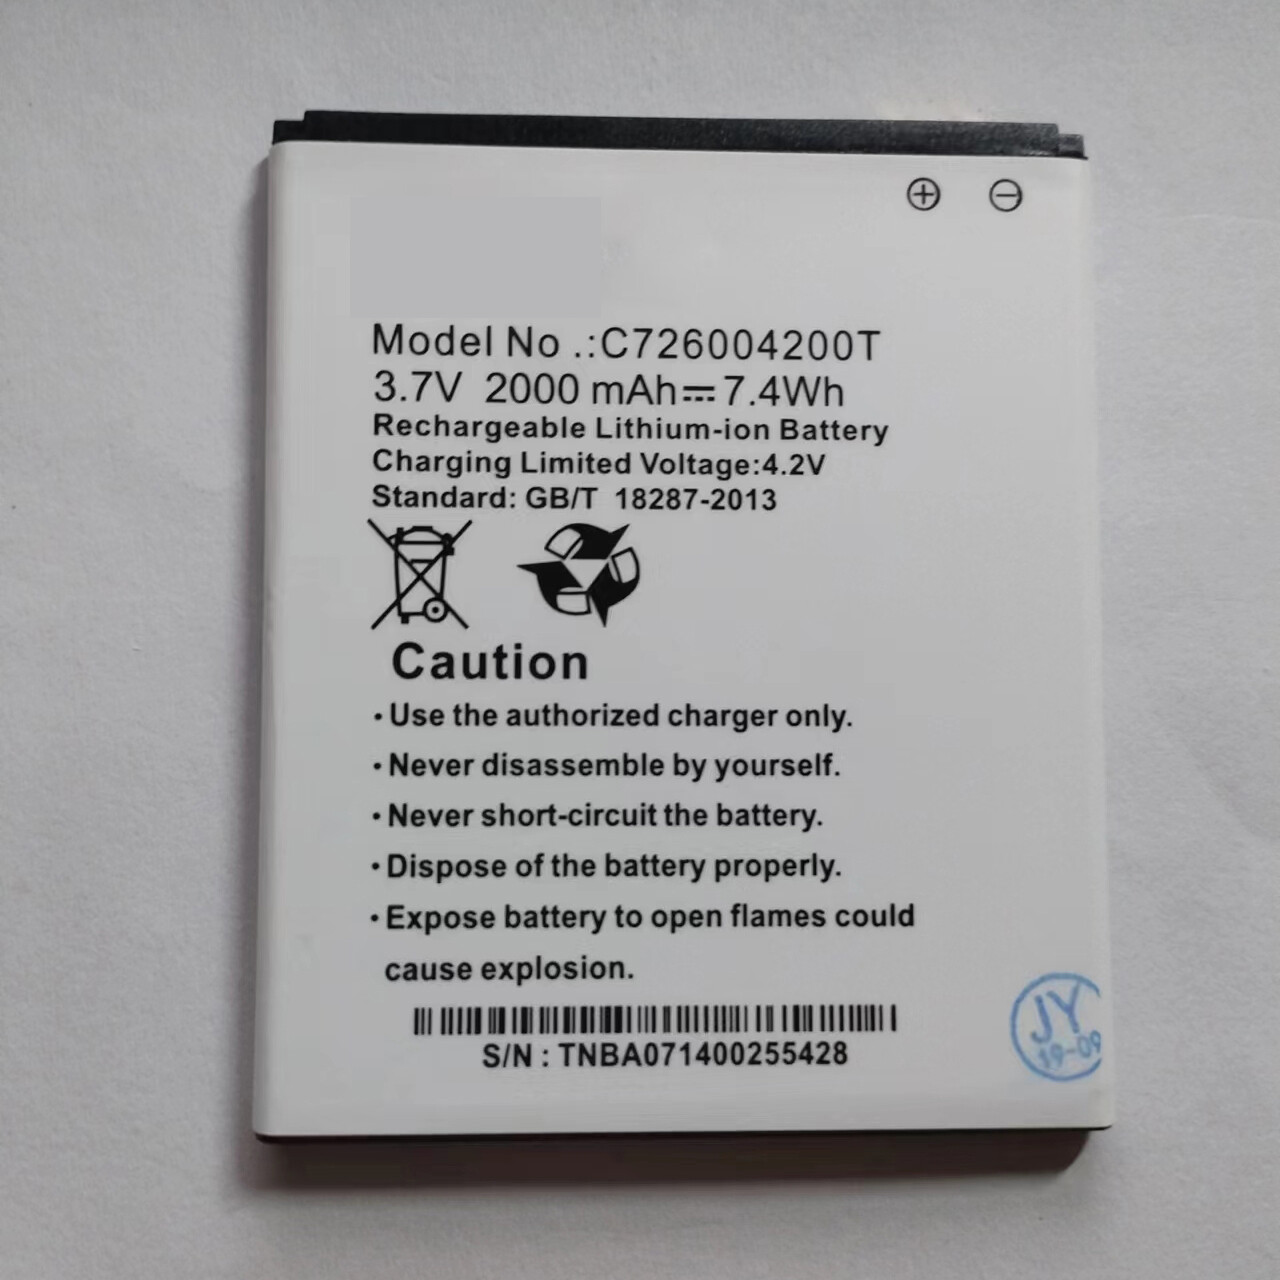 Model No .:C726004200T
3.7V 2000 mAh⎓7.4Wh
Rechargeable Lithium-ion Battery
Charging Limited Voltage:4.2V
Standard: GB/T 18287-2013
Caution
•Use the authorized charger only.
•Never disassemble by yourself.
•Never short-circuit the battery.
•Dispose of the battery properly.
•Expose battery to open flames could
cause explosion.
S/N : TNBA071400255428
JY
19-09